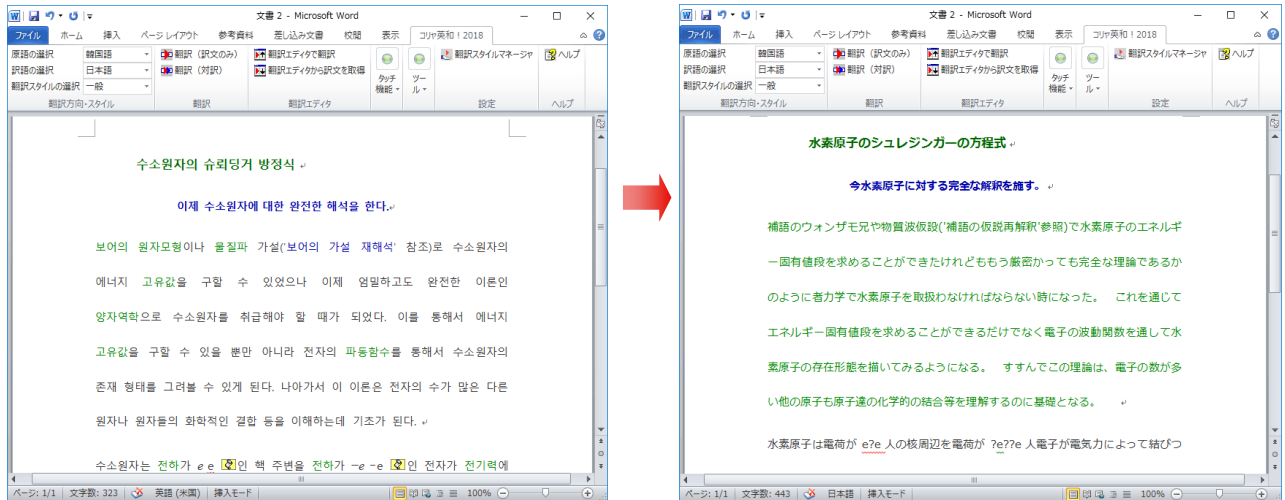 文書 2 - Microsoft Word
ファイル ホーム 挿入 ページ レイアウト 参考資料 差し込み文書 校閲 表示 コリャ英和！2018
原語の選択 韓国語 翻訳（訳文のみ） 翻訳エディタで翻訳 翻訳スタイルマネージャ ヘルプ
訳語の選択 日本語 翻訳（対訳） 翻訳エディタから訳文を取得
翻訳スタイルの選択 一般 タッチ機能 ツール
翻訳方向・スタイル 翻訳 翻訳エディタ 設定 ヘルプ
수소원자의 슈뢰딩거 방정식
이제 수소원자에 대한 완전한 해석을 한다.
보어의 원자모형이나 물질파 가설('보어의 가설 재해석' 참조)로 수소원자의
에너지 고유값을 구할 수 있었으나 이제 엄밀하고도 완전한 이론인
양자역학으로 수소원자를 취급해야 할 때가 되었다. 이를 통해서 에너지
고유값을 구할 수 있을 뿐만 아니라 전자의 파동함수를 통해서 수소원자의
존재 형태를 그려볼 수 있게 된다. 나아가서 이 이론은 전자의 수가 많은 다른
원자나 원자들의 화학적인 결합 등을 이해하는데 기초가 된다.
수소원자는 전하가 e e 인 핵 주변을 전하가 −e −e 인 전자가 전기력에
ページ: 1/1 文字数: 323 英語 (米国) 挿入モード 100%
文書 2 - Microsoft Word
ファイル ホーム 挿入 ページ レイアウト 参考資料 差し込み文書 校閲 表示 コリャ英和！2018
原語の選択 韓国語 翻訳（訳文のみ） 翻訳エディタで翻訳 翻訳スタイルマネージャ ヘルプ
訳語の選択 日本語 翻訳（対訳） 翻訳エディタから訳文を取得
翻訳スタイルの選択 一般 タッチ機能 ツール
翻訳方向・スタイル 翻訳 翻訳エディタ 設定 ヘルプ
水素原子のシュレジンガーの方程式
今水素原子に対する完全な解釈を施す。
補語のウォンザモ兄や物質波仮設('補語の仮説再解釈'参照)で水素原子のエネルギ
ー固有値段を求めることができたけれどももう厳密かっても完全な理論であるか
のように者力学で水素原子を取扱わなければならない時になった。 これを通じて
エネルギー固有値段を求めることができるだけでなく電子の波動関数を通して水
素原子の存在形態を描いてみるようになる。 すすんでこの理論は、電子の数が多
い他の原子も原子達の化学的の結合等を理解するのに基礎となる。
水素原子は電荷が e?e 人の核周辺を電荷が ?e??e 人電子が電気力によって結びつ
ページ: 1/1 文字数: 443 日本語 挿入モード 100%